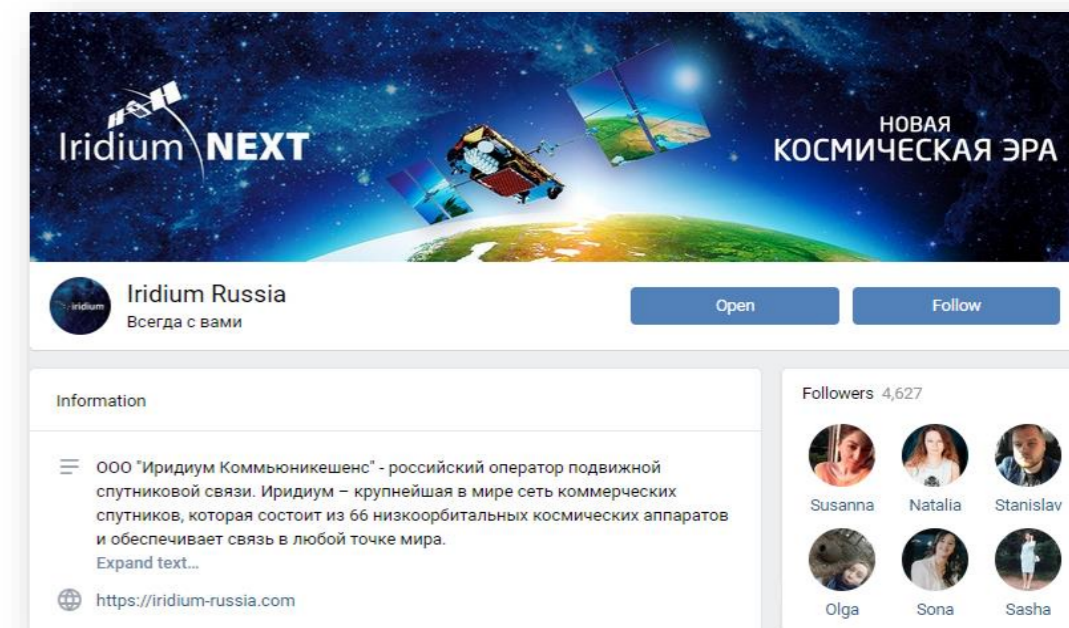 Iridium NEXT
НОВАЯ
КОСМИЧЕСКАЯ ЭРА
iridium
Iridium Russia
Всегда с вами
Open
Follow
Information
ООО "Иридиум Коммьюникешенс" - российский оператор подвижной
спутниковой связи. Иридиум – крупнейшая в мире сеть коммерческих
спутников, которая состоит из 66 низкоорбитальных космических аппаратов
и обеспечивает связь в любой точке мира.
Expand text...
https://iridium-russia.com
Followers 4,627
Susanna
Natalia
Stanislav
Olga
Sona
Sasha